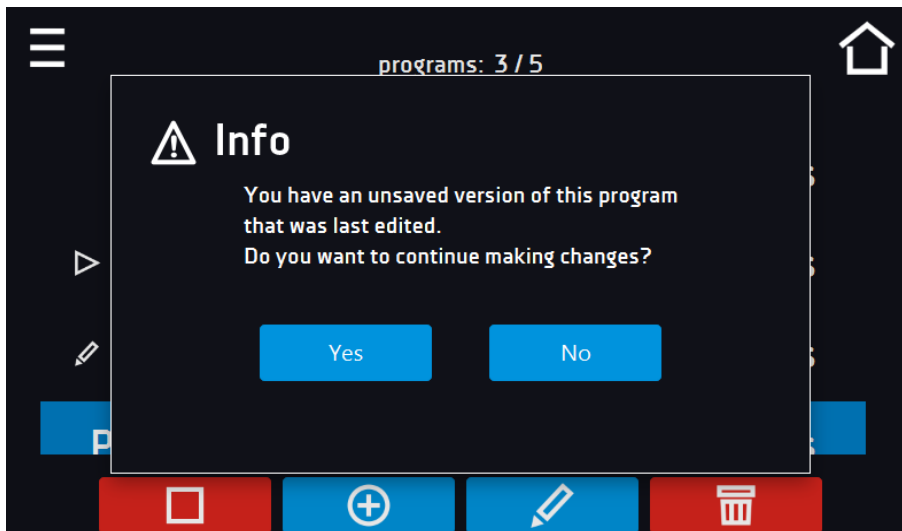 programs: 3 / 5
Info
You have an unsaved version of this program
that was last edited.
Do you want to continue making changes?
Yes
No